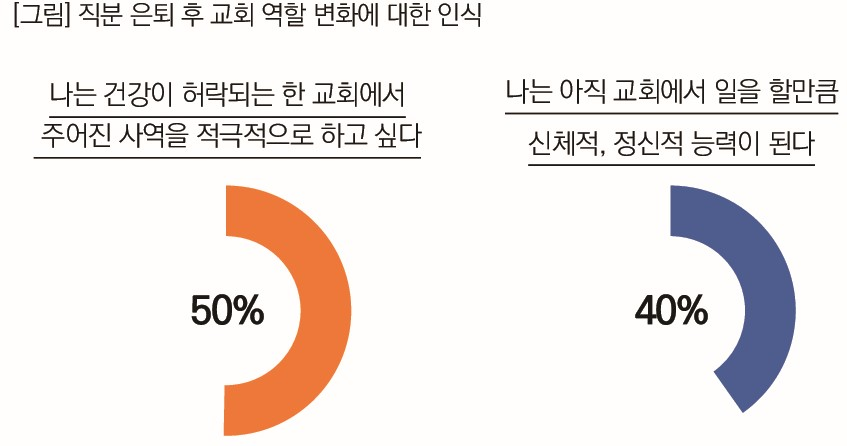 [그림] 직분 은퇴 후 교회 역할 변화에 대한 인식
나는 건강이 허락되는 한 교회에서
주어진 사역을 적극적으로 하고 싶다
나는 아직 교회에서 일을 할만큼
신체적, 정신적 능력이 된다
50%
40%